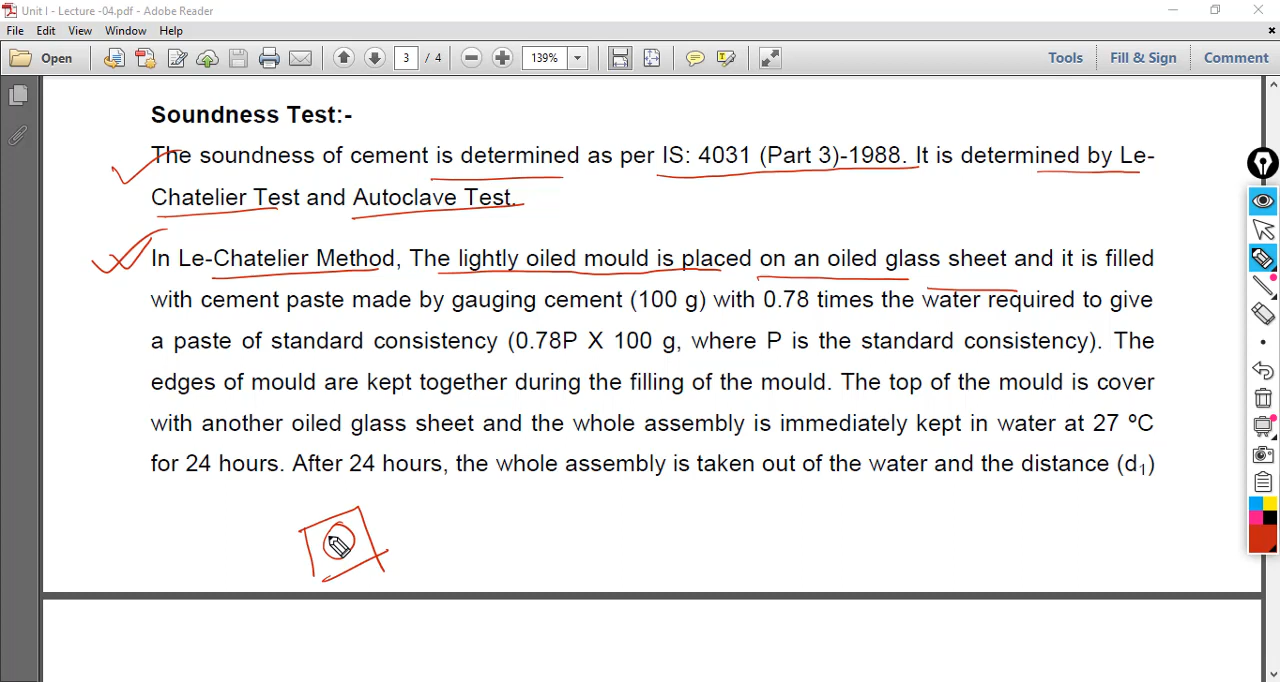 Unit I - Lecture -04.pdf - Adobe Reader
File Edit View Window Help
Open 3 / 4 139% Tools Fill & Sign Comment
Soundness Test:-
The soundness of cement is determined as per IS: 4031 (Part 3)-1988. It is determined by Le-
Chatelier Test and Autoclave Test.
In Le-Chatelier Method, The lightly oiled mould is placed on an oiled glass sheet and it is filled
with cement paste made by gauging cement (100 g) with 0.78 times the water required to give
a paste of standard consistency (0.78P X 100 g, where P is the standard consistency). The
edges of mould are kept together during the filling of the mould. The top of the mould is cover
with another oiled glass sheet and the whole assembly is immediately kept in water at 27 ºC
for 24 hours. After 24 hours, the whole assembly is taken out of the water and the distance (d₁)